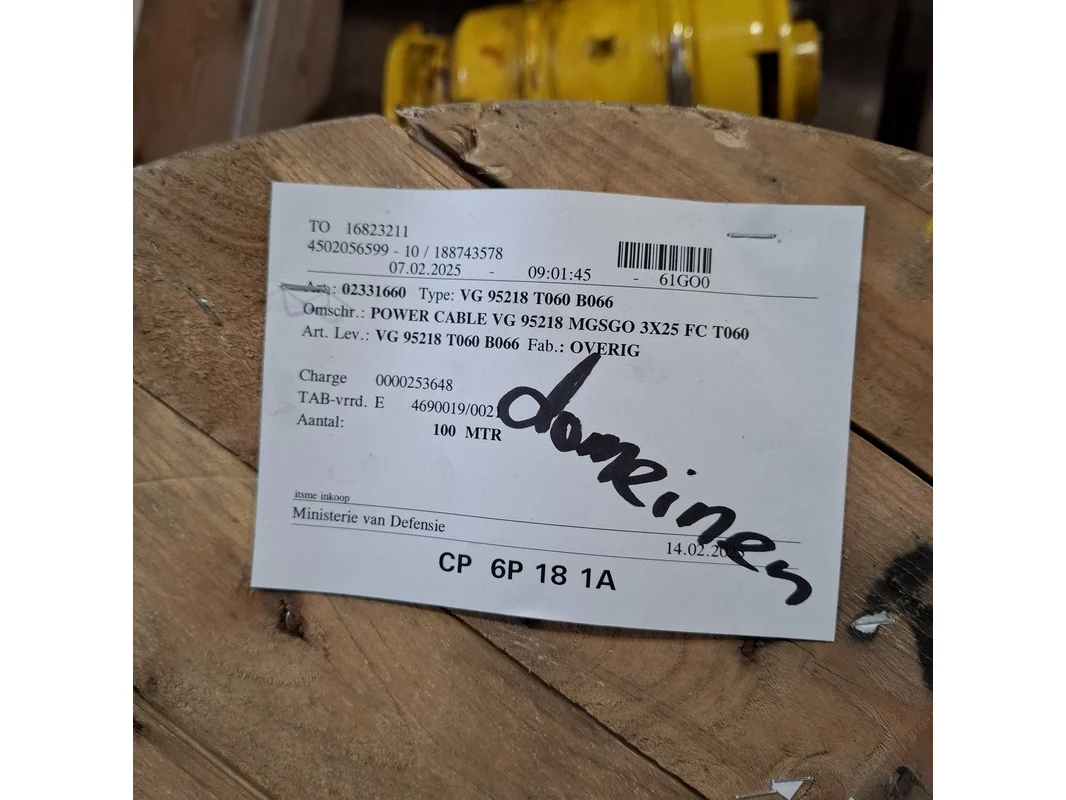 TO 16823211
4502056599 - 10 / 188743578
07.02.2025 - 09:01:45 - 61GO0
Art.: 02331660 Type: VG 95218 T060 B066
Omschr.: POWER CABLE VG 95218 MGSGO 3X25 FC T060
Art. Lev.: VG 95218 T060 B066 Fab.: OVERIG
Charge 0000253648
TAB-vrrd. E 4690019/0021
Aantal: 100 MTR
domeinen
itsme inkoop
Ministerie van Defensie
14.02.20
CP 6P 18 1A